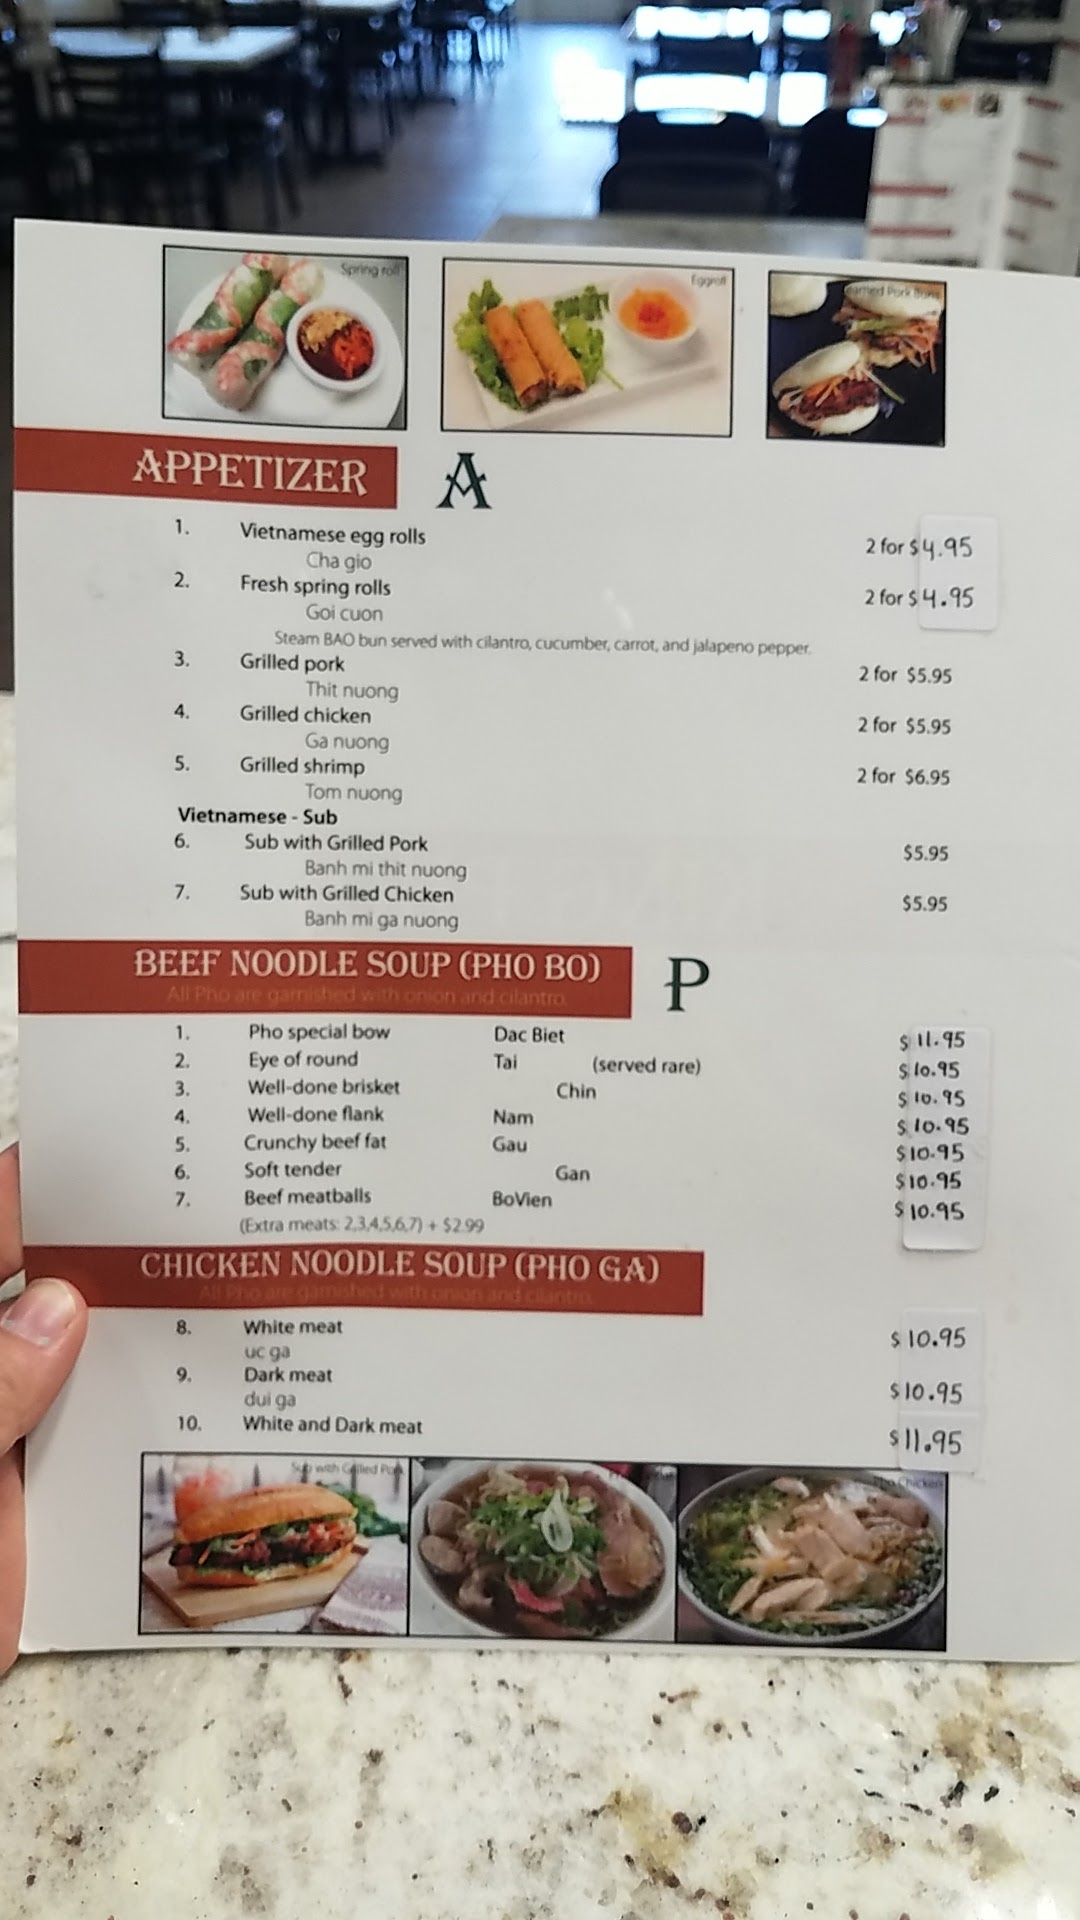 Spring roll
Eggroll
Steamed Pork Buns
APPETIZER A
1. Vietnamese egg rolls 2 for $4.95
Cha gio
2. Fresh spring rolls 2 for $4.95
Goi cuon
Steam BAO bun served with cilantro, cucumber, carrot, and jalapeno pepper.
3. Grilled pork 2 for $5.95
Thit nuong
4. Grilled chicken 2 for $5.95
Ga nuong
5. Grilled shrimp 2 for $6.95
Tom nuong
Vietnamese - Sub
6. Sub with Grilled Pork $5.95
Banh mi thit nuong
7. Sub with Grilled Chicken $5.95
Banh mi ga nuong
BEEF NOODLE SOUP (PHO BO) P
All Pho are garnished with onion and cilantro.
1. Pho special bow Dac Biet $11.95
2. Eye of round Tai (served rare) $10.95
3. Well-done brisket Chin $10.95
4. Well-done flank Nam $10.95
5. Crunchy beef fat Gau $10.95
6. Soft tender Gan $10.95
7. Beef meatballs BoVien $10.95
(Extra meats: 2,3,4,5,6,7) + $2.99
CHICKEN NOODLE SOUP (PHO GA)
All Pho are garnished with onion and cilantro.
8. White meat $10.95
uc ga
9. Dark meat $10.95
dui ga
10. White and Dark meat $11.95
Sub with Grilled Pork
Pho Chicken